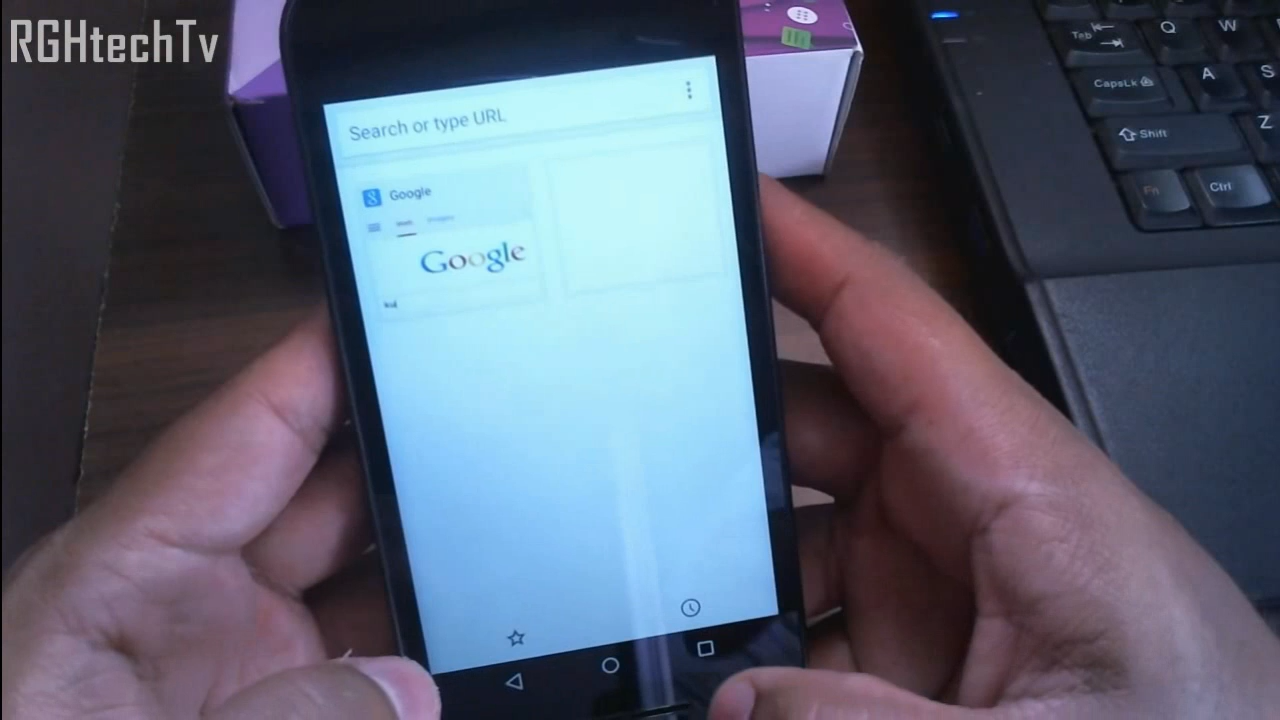 RGHtechTv
Search or type URL
Google
Google
Tab
Q
W
CapsLk
A
S
Shift
Z
Fn
Ctrl